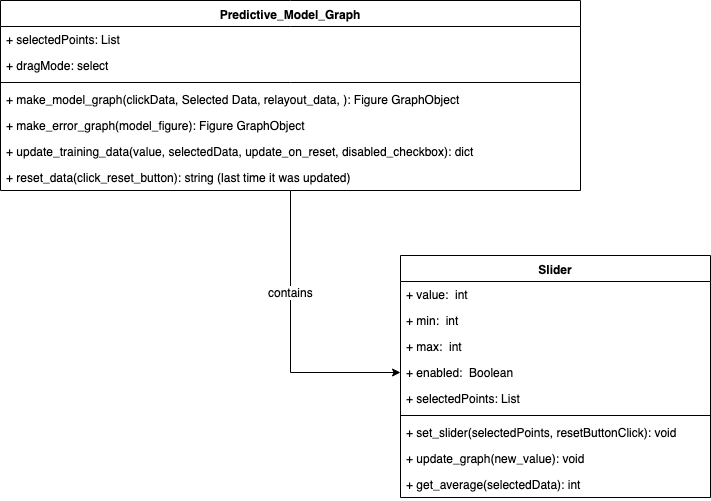 Predictive_Model_Graph
+ selectedPoints: List
+ dragMode: select
+ make_model_graph(clickData, Selected Data, relayout_data, ): Figure GraphObject
+ make_error_graph(model_figure): Figure GraphObject
+ update_training_data(value, selectedData, update_on_reset, disabled_checkbox): dict
+ reset_data(click_reset_button): string (last time it was updated)
contains
Slider
+ value:  int
+ min:  int
+ max:  int
+ enabled:  Boolean
+ selectedPoints: List
+ set_slider(selectedPoints, resetButtonClick): void
+ update_graph(new_value): void
+ get_average(selectedData): int